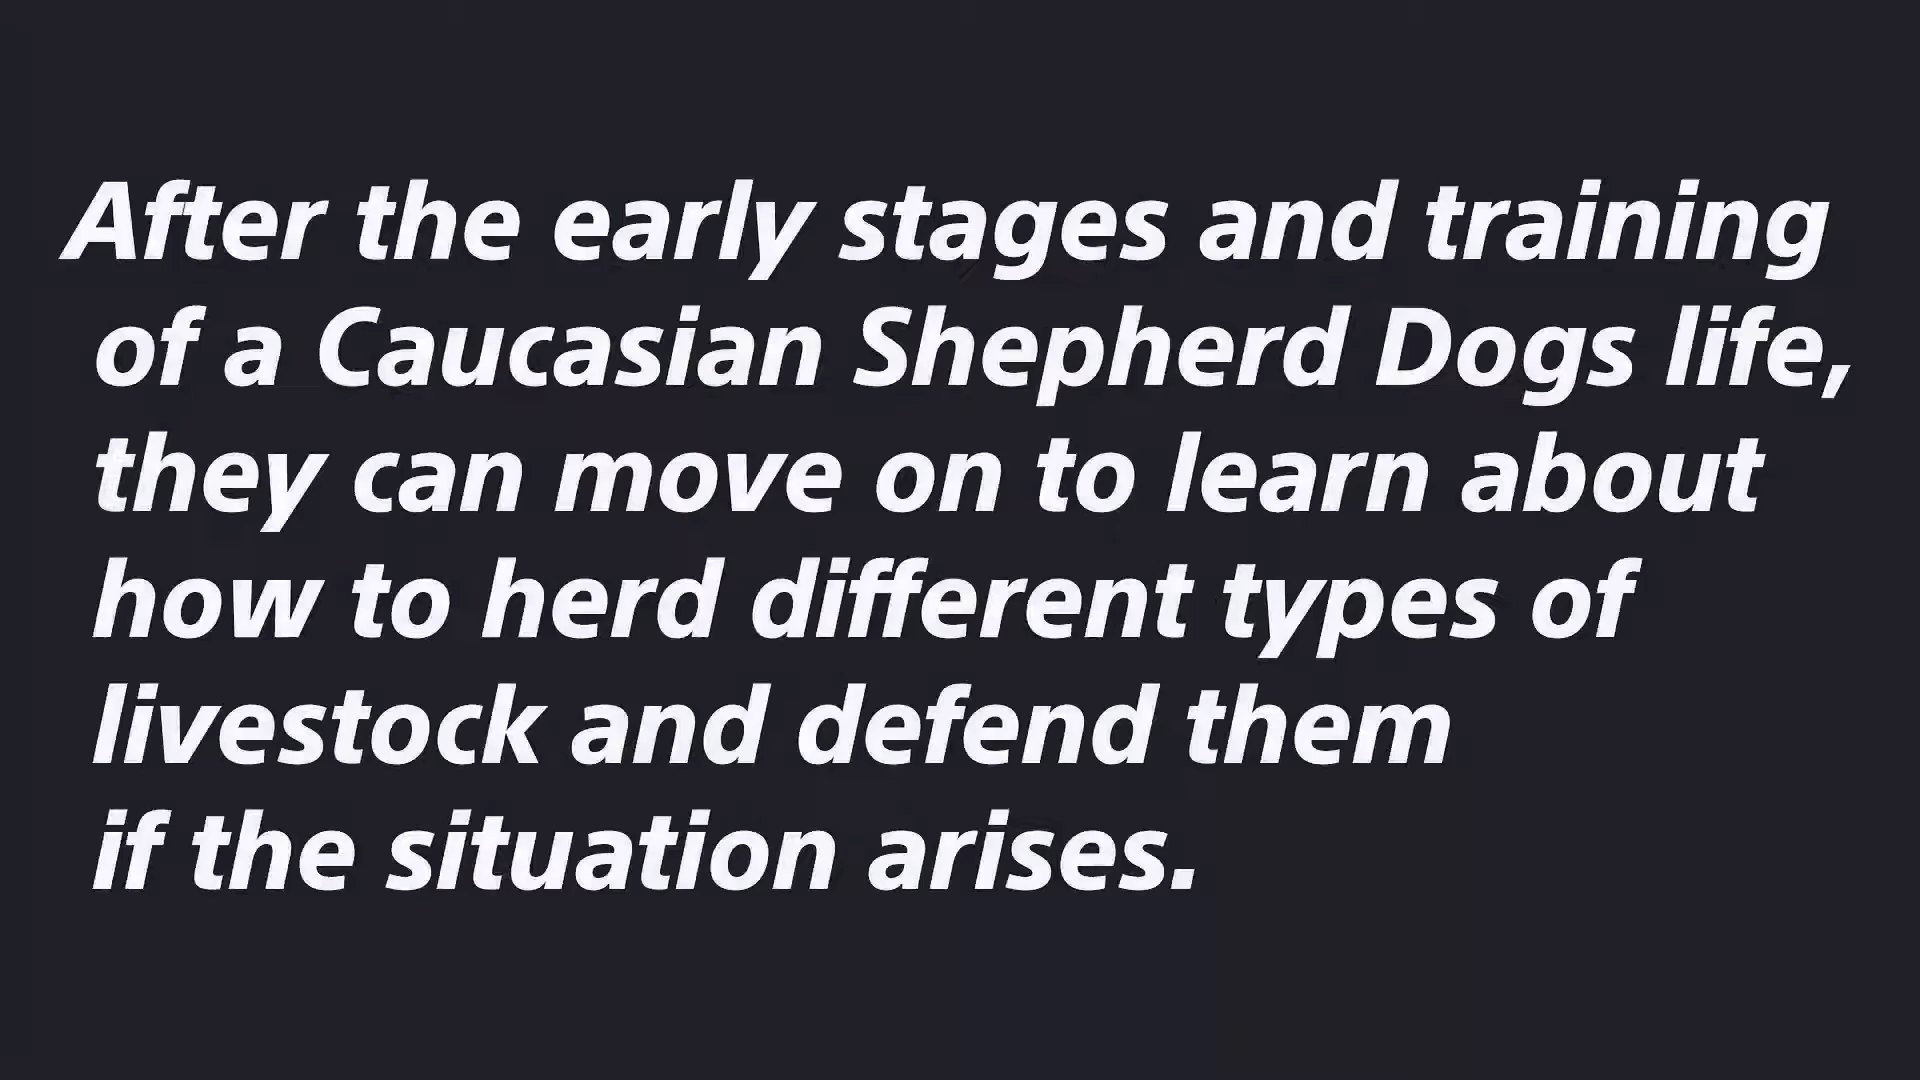 After the early stages and training
of a Caucasian Shepherd Dogs life,
they can move on to learn about
how to herd different types of
livestock and defend them
if the situation arises.